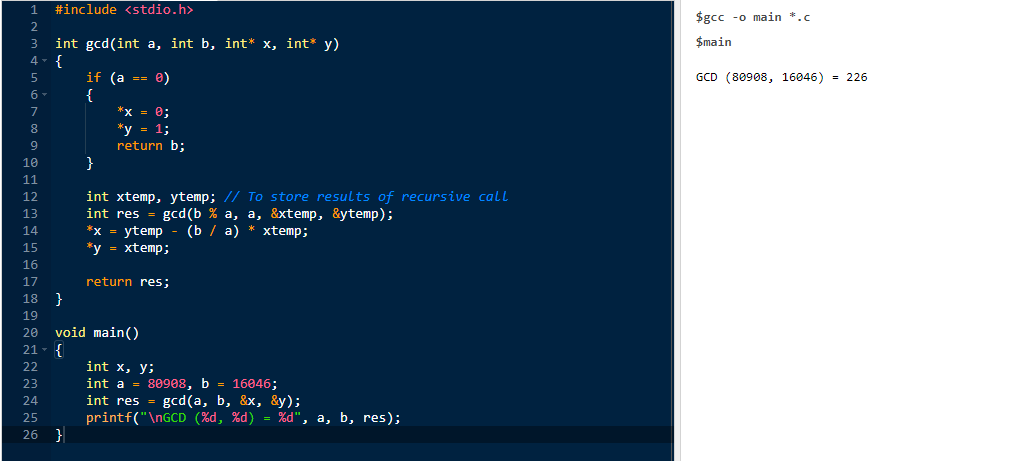 1 #include <stdio.h>
2
3 int gcd(int a, int b, int* x, int* y)
4 {
5     if (a == 0)
6     {
7         *x = 0;
8         *y = 1;
9         return b;
10     }
11
12     int xtemp, ytemp; // To store results of recursive call
13     int res = gcd(b % a, a, &xtemp, &ytemp);
14     *x = ytemp - (b / a) * xtemp;
15     *y = xtemp;
16
17     return res;
18 }
19
20 void main()
21 {
22     int x, y;
23     int a = 80908, b = 16046;
24     int res = gcd(a, b, &x, &y);
25     printf("\nGCD (%d, %d) = %d", a, b, res);
26 }
$gcc -o main *.c
$main
GCD (80908, 16046) = 226